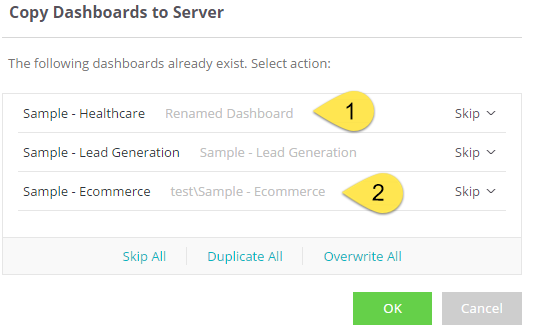 Copy Dashboards to Server
The following dashboards already exist. Select action:
Sample - Healthcare Renamed Dashboard 1 Skip
Sample - Lead Generation Sample - Lead Generation Skip
Sample - Ecommerce test\Sample - Ecommerce 2 Skip
Skip All Duplicate All Overwrite All
OK Cancel